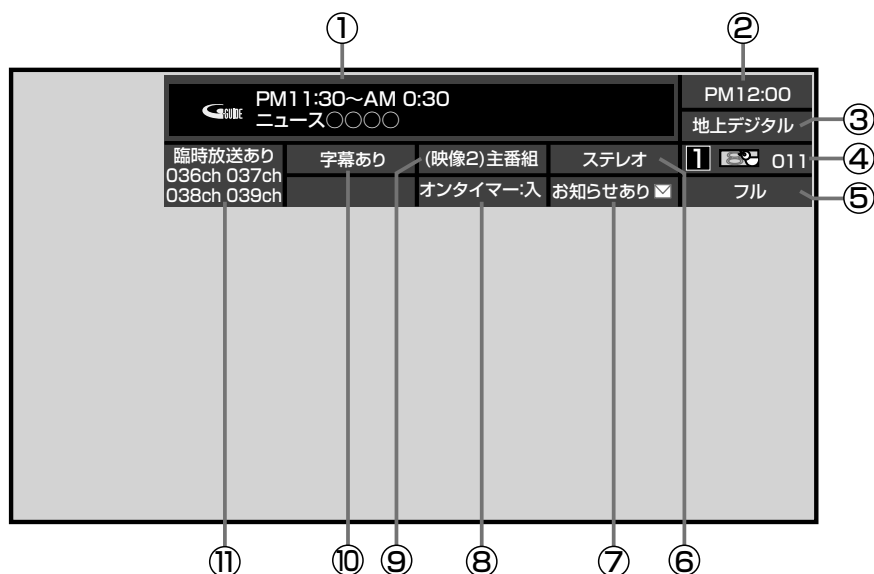 ① ②
G GUIDE PM11:30～AM 0:30
ニュース○○○○
PM12:00
地上デジタル ③
臨時放送あり
036ch 037ch
038ch 039ch
字幕あり
(映像2)主番組
ステレオ
1 011 ④
オンタイマー:入
お知らせあり
フル ⑤
⑪ ⑩ ⑨ ⑧ ⑦ ⑥